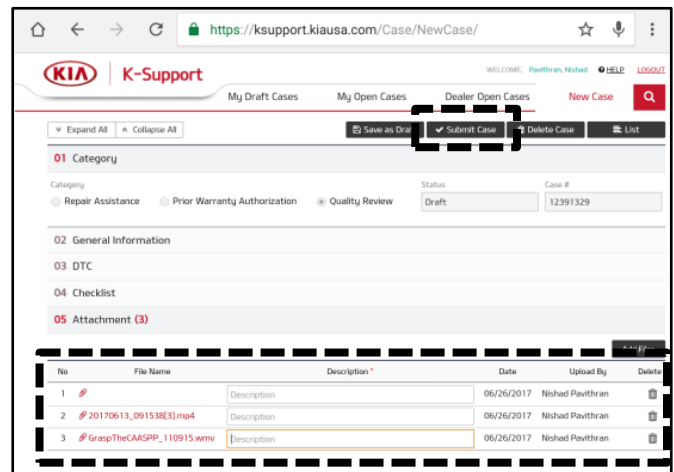 https://ksupport.kiausa.com/Case/NewCase/
KIA K-Support
WELCOME, Pavithran, Nishad HELP LOGOUT
My Draft Cases My Open Cases Dealer Open Cases New Case
Expand All Collapse All Save as Draft Submit Case Delete Case List
01 Category
Category Status Case #
Repair Assistance Prior Warranty Authorization Quality Review Draft 12391329
02 General Information
03 DTC
04 Checklist
05 Attachment (3)
No File Name Description * Date Upload By Delete
1 Description 06/26/2017 Nishad Pavithran
2 20170613_091538[3].mp4 Description 06/26/2017 Nishad Pavithran
3 GraspTheCAASPP_110915.wmv Description 06/26/2017 Nishad Pavithran